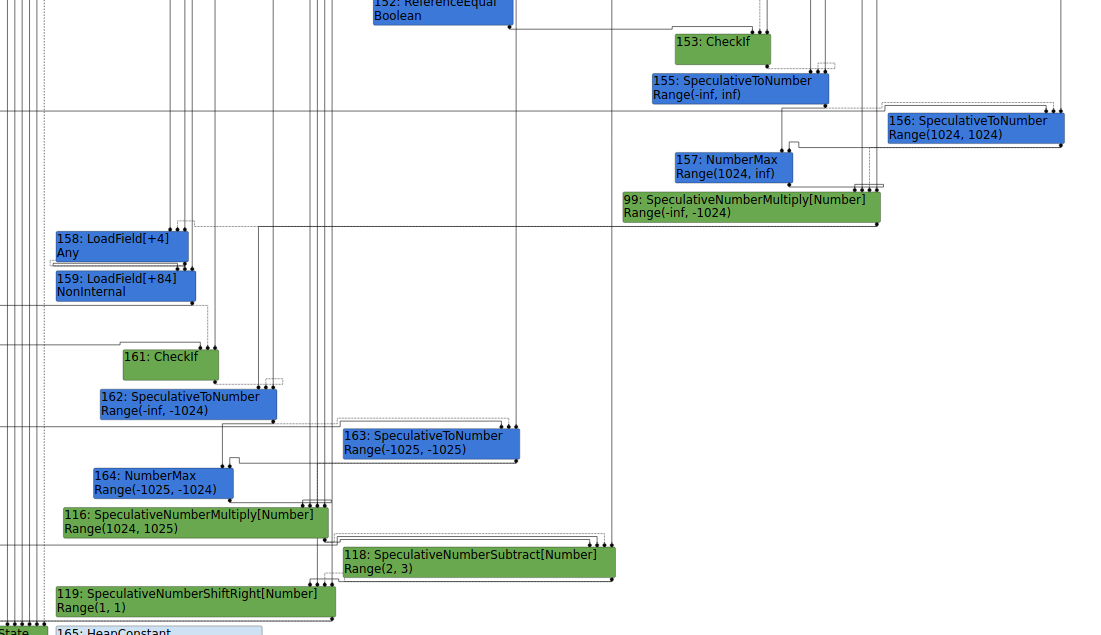 152: ReferenceEqual
Boolean
153: CheckIf
155: SpeculativeToNumber
Range(-inf, inf)
156: SpeculativeToNumber
Range(1024, 1024)
157: NumberMax
Range(1024, inf)
99: SpeculativeNumberMultiply[Number]
Range(-inf, -1024)
158: LoadField[+4]
Any
159: LoadField[+84]
NonInternal
161: CheckIf
162: SpeculativeToNumber
Range(-inf, -1024)
163: SpeculativeToNumber
Range(-1025, -1025)
164: NumberMax
Range(-1025, -1024)
116: SpeculativeNumberMultiply[Number]
Range(1024, 1025)
118: SpeculativeNumberSubtract[Number]
Range(2, 3)
119: SpeculativeNumberShiftRight[Number]
Range(1, 1)
State
165: HeapConstant